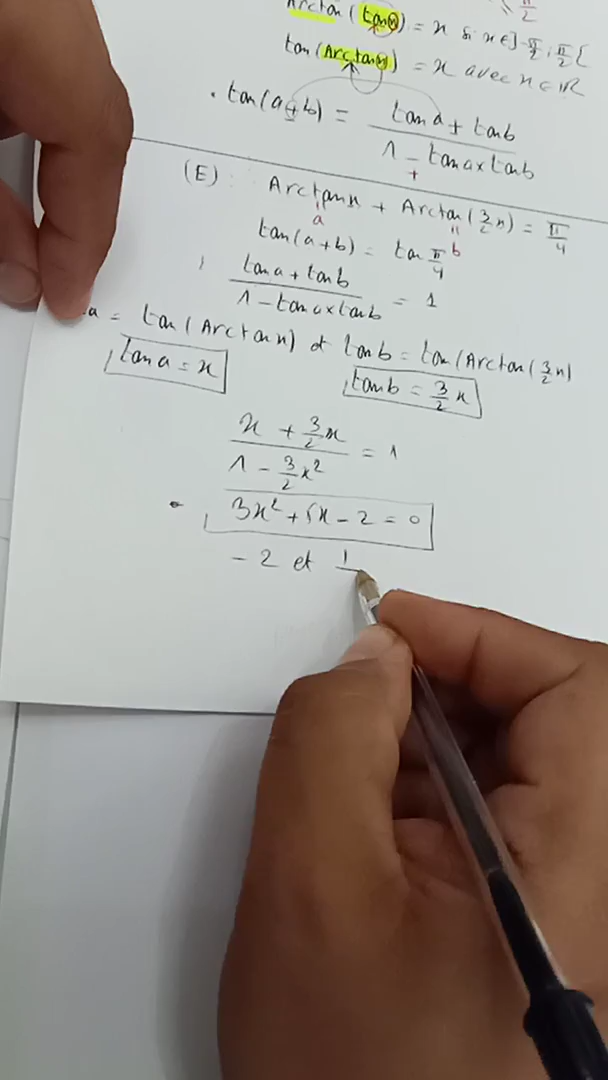 π/2
Arctan(tan(x)) = x si x ∈ ]-π/2 ; π/2[
tan(Arctan(x)) = x avec x ∈ ℝ
• tan(a+b) = (tan a + tan b) / (1 - tan a × tan b)
- +
(E) : Arctan x + Arctan(3/2 x) = π/4
a b
tan(a+b) = tan π/4
(tan a + tan b) / (1 - tan a × tan b) = 1
a = tan(Arctan x) et tan b = tan(Arctan(3/2 x)
tan a = x tan b = 3/2 x
(x + 3/2 x) / (1 - 3/2 x²) = 1
3x² + 5x - 2 = 0
- 2 et 1